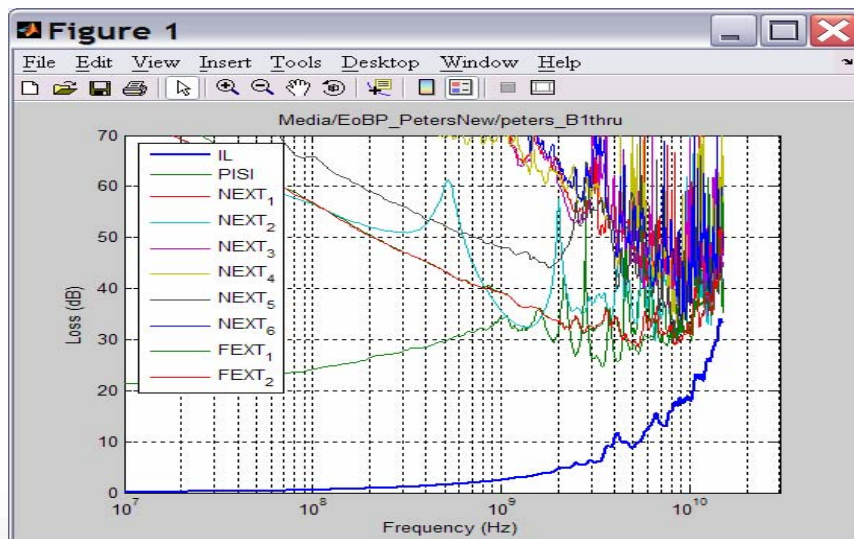 Figure 1
File Edit View Insert Tools Desktop Window Help
Media/EoBP_PetersNew/peters_B1thru
70
60
50
40
30
20
10
0
Loss (dB)
IL
PISI
NEXT1
NEXT2
NEXT3
NEXT4
NEXT5
NEXT6
FEXT1
FEXT2
10^7 10^8 10^9 10^10
Frequency (Hz)